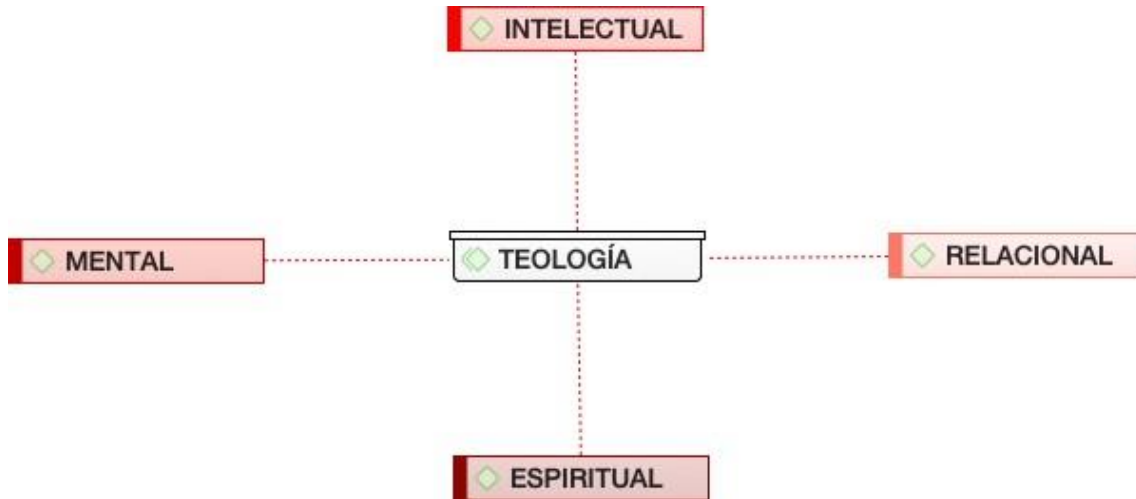 INTELECTUAL
MENTAL
TEOLOGÍA
RELACIONAL
ESPIRITUAL